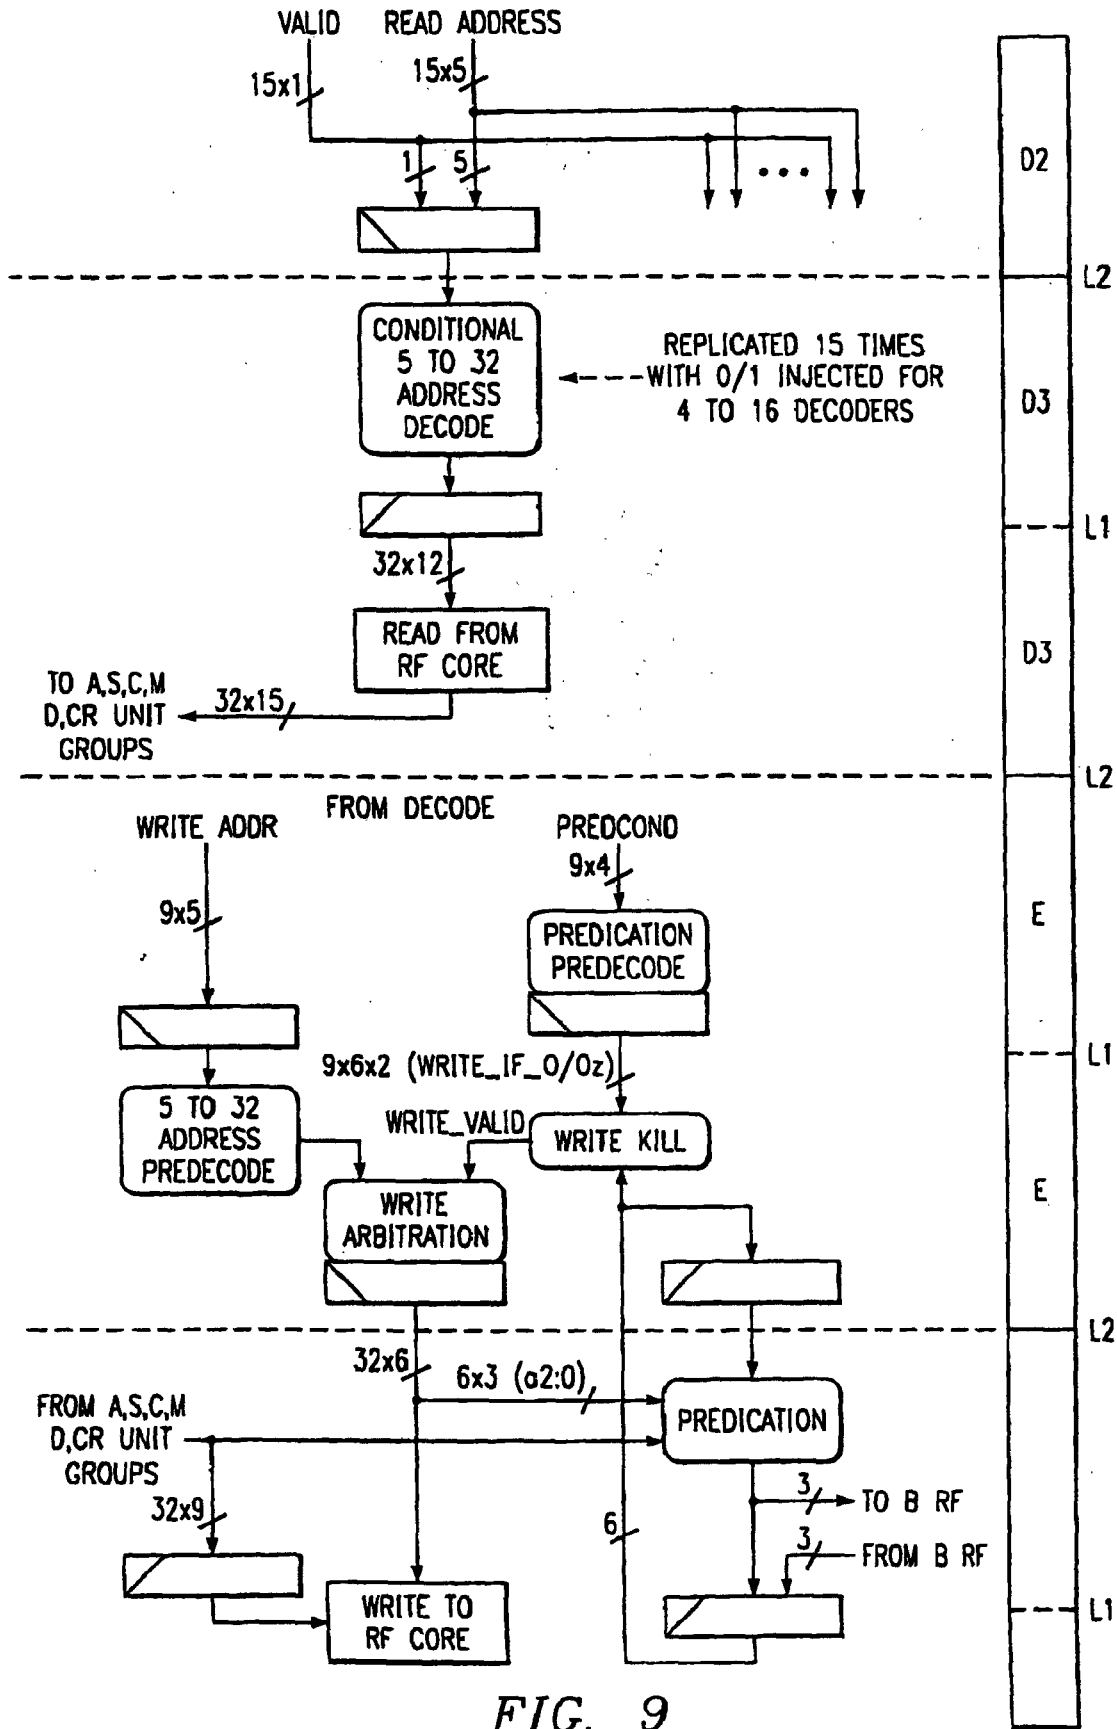 VALID READ ADDRESS
15x1
15x5
1
5
D2
L2
CONDITIONAL
5 TO 32
ADDRESS
DECODE
REPLICATED 15 TIMES
WITH 0/1 INJECTED FOR
4 TO 16 DECODERS
D3
L1
32x12
READ FROM
RF CORE
D3
TO A,S,C,M
D,CR UNIT
GROUPS
32x15
L2
FROM DECODE
WRITE ADDR
PREDCOND
9x4
9x5
PREDICATION
PREDECODE
E
L1
9x6x2 (WRITE_IF_0/0z)
5 TO 32
ADDRESS
PREDECODE
WRITE_VALID
WRITE KILL
WRITE
ARBITRATION
E
L2
32x6
6x3 (a2:0)
FROM A,S,C,M
D,CR UNIT
GROUPS
PREDICATION
32x9
6
3
TO B RF
3
FROM B RF
WRITE TO
RF CORE
L1
FIG. 9